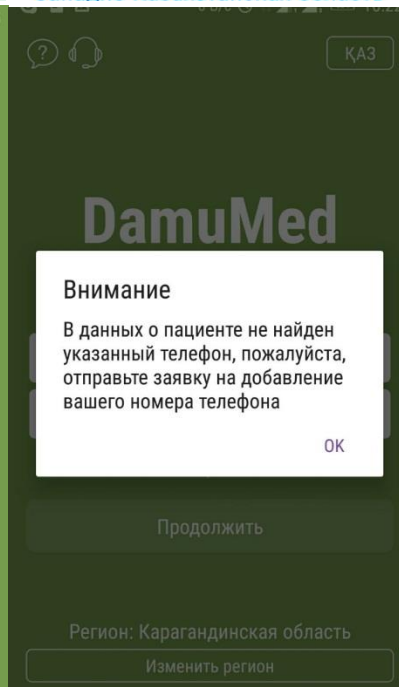 ҚАЗ
DamuMed
Внимание
В данных о пациенте не найден
указанный телефон, пожалуйста,
отправьте заявку на добавление
вашего номера телефона
OK
Продолжить
Регион: Карагандинская область
Изменить регион